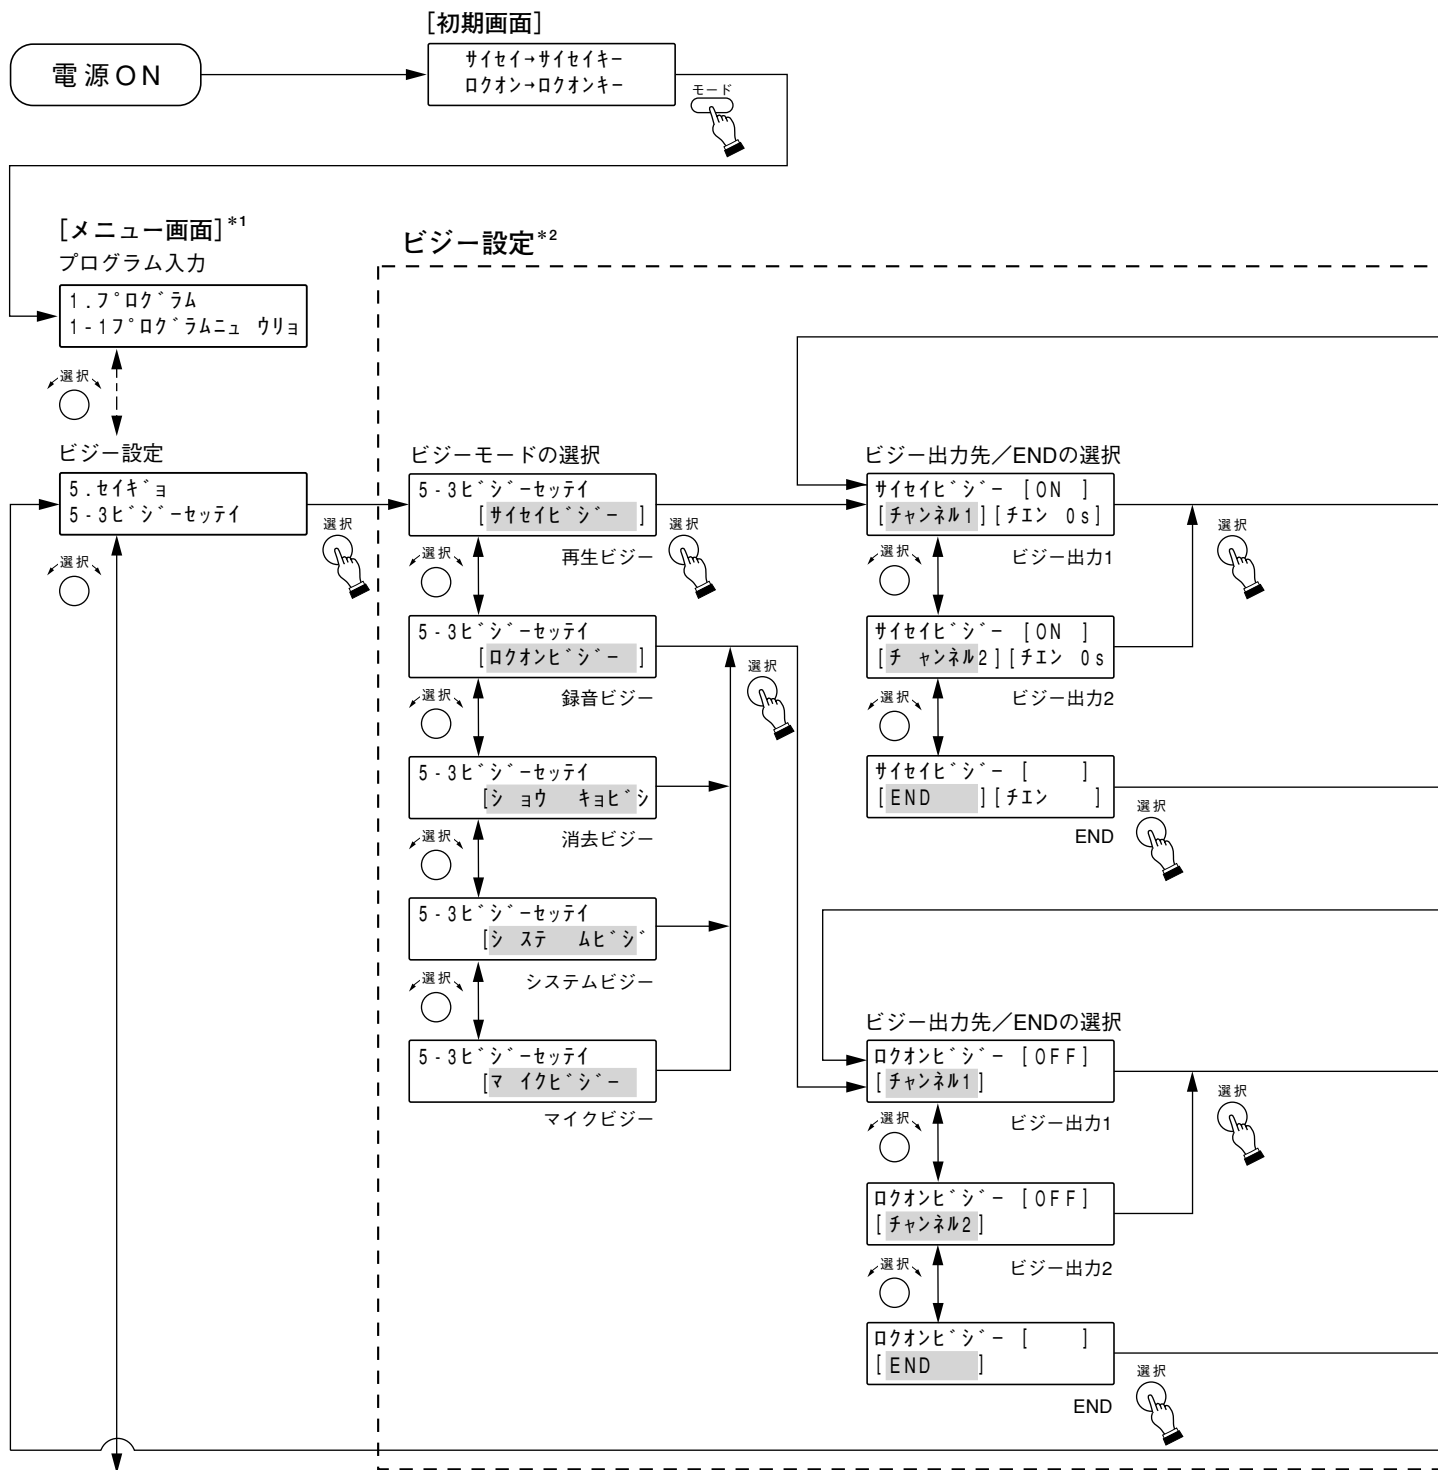 [初期画面]
電源ON
サイセイ→サイセイキー
ロクオン→ロクオンキー
モード
[メニュー画面]*1
プログラム入力
1.プログラム
1-1プログラムニュ ウリョ
選択
ビジー設定
5.セイギョ
5-3ビジーセッテイ
選択
選択
ビジー設定*2
ビジーモードの選択
5-3ビジーセッテイ
[サイセイビジー ]
再生ビジー
選択
選択
5-3ビジーセッテイ
[ロクオンビジー ]
録音ビジー
選択
選択
5-3ビジーセッテイ
[シ ョウ キョビシ
消去ビジー
選択
5-3ビジーセッテイ
[シ ステ ムビジ
システムビジー
選択
5-3ビジーセッテイ
[マ イクビジー
マイクビジー
ビジー出力先／ENDの選択
サイセイビジー [ON ]
[チャンネル1][チエン 0s]
ビジー出力1
選択
選択
サイセイビジー [ON ]
[チ ャンネル2][チエン 0s
ビジー出力2
選択
サイセイビジー [ ]
[END ][チエン ]
END
選択
ビジー出力先／ENDの選択
ロクオンビジー [OFF]
[チャンネル1]
ビジー出力1
選択
選択
ロクオンビジー [OFF]
[チャンネル2]
ビジー出力2
選択
ロクオンビジー [ ]
[END ]
END
選択